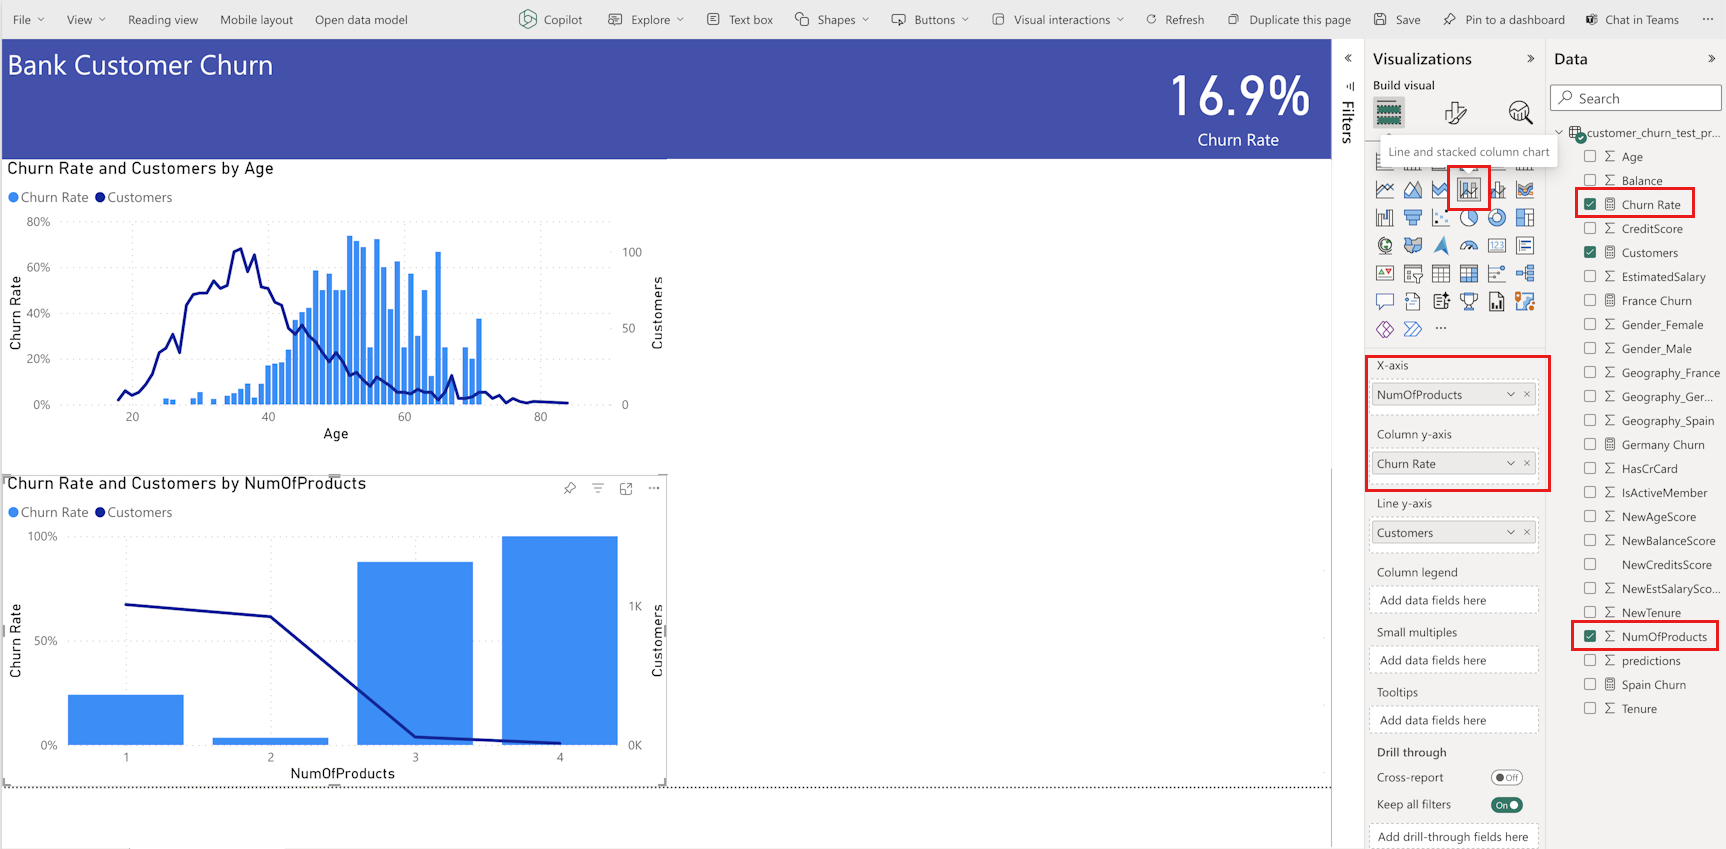 File View Reading view Mobile layout Open data model Copilot Explore Text box Shapes Buttons Visual interactions Refresh Duplicate this page Save Pin to a dashboard Chat in Teams ...
Bank Customer Churn
16.9%
Churn Rate
Churn Rate and Customers by Age
Churn Rate Customers
80%
60%
40%
20%
0%
Churn Rate
100
50
0
Customers
20 40 60 80
Age
Churn Rate and Customers by NumOfProducts
Churn Rate Customers
100%
50%
0%
Churn Rate
1K
0K
Customers
1 2 3 4
NumOfProducts
Filters
Visualizations
Build visual
Line and stacked column chart
123
...
X-axis
NumOfProducts
Column y-axis
Churn Rate
Line y-axis
Customers
Column legend
Add data fields here
Small multiples
Add data fields here
Tooltips
Add data fields here
Drill through
Cross-report Off
Keep all filters On
Add drill-through fields here
Data
Search
customer_churn_test_pr...
Age
Balance
Churn Rate
CreditScore
Customers
EstimatedSalary
France Churn
Gender_Female
Gender_Male
Geography_France
Geography_Ger...
Geography_Spain
Germany Churn
HasCrCard
IsActiveMember
NewAgeScore
NewBalanceScore
NewCreditsScore
NewEstSalarySco...
NewTenure
NumOfProducts
predictions
Spain Churn
Tenure